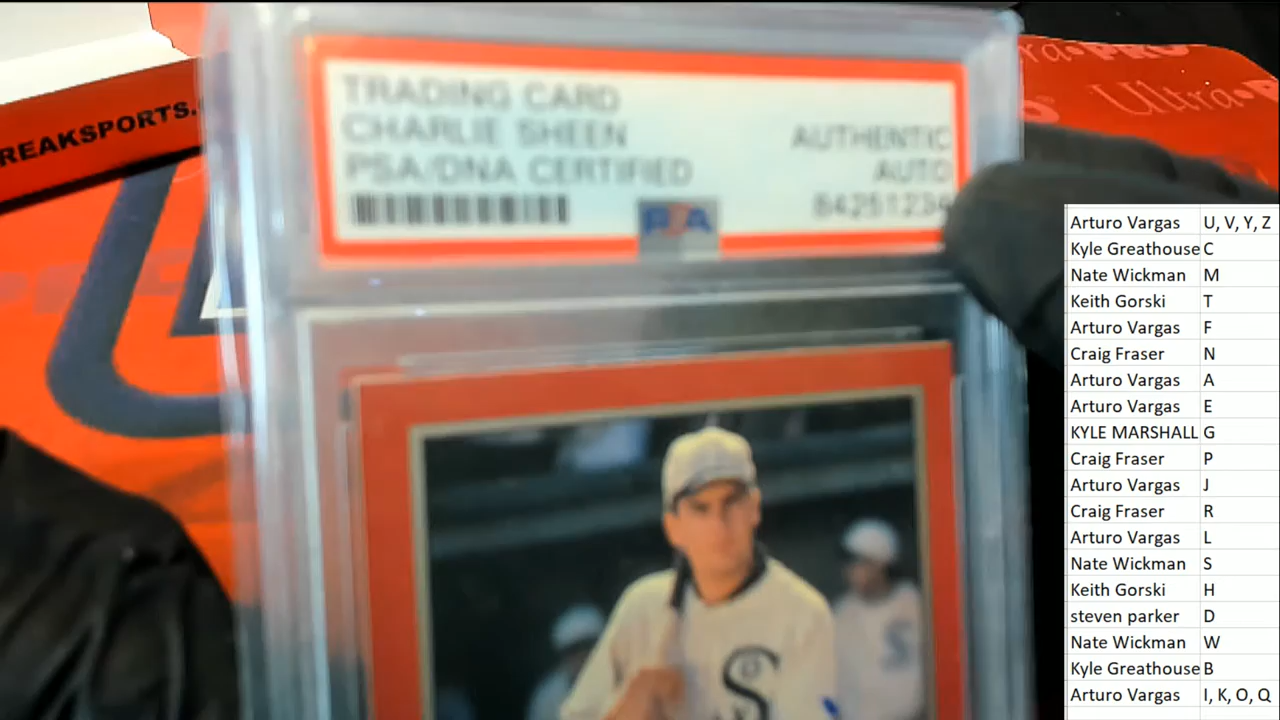 REAKSPORTS.
TRADING CARD
CHARLIE SHEEN
PSA/DNA CERTIFIED
AUTHENTIC
AUTO
84251234
PSA
ra•PRO
Ultra•P
S
S
Arturo Vargas U, V, Y, Z
Kyle Greathouse C
Nate Wickman M
Keith Gorski T
Arturo Vargas F
Craig Fraser N
Arturo Vargas A
Arturo Vargas E
KYLE MARSHALL G
Craig Fraser P
Arturo Vargas J
Craig Fraser R
Arturo Vargas L
Nate Wickman S
Keith Gorski H
steven parker D
Nate Wickman W
Kyle Greathouse B
Arturo Vargas I, K, O, Q